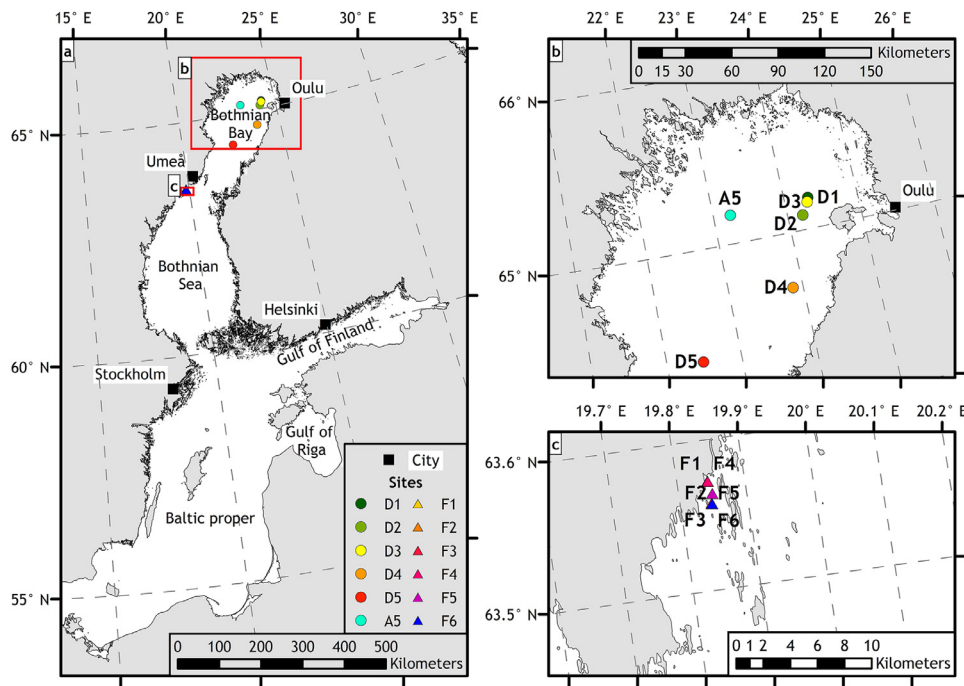 15° E 20° E 25° E 30° E 35° E
a
b
Oulu
Bothnian
Bay
65° N
Umeå
c
Bothnian
Sea
Helsinki
Gulf of Finland
60° N
Stockholm
Gulf of
Riga
Baltic proper
55° N
City
Sites
D1 F1
D2 F2
D3 F3
D4 F4
D5 F5
A5 F6
0 100 200 300 400 500
Kilometers
22° E 23° E 24° E 25° E 26° E
b
Kilometers
0 15 30 60 90 120 150
66° N
Oulu
A5 D3 D1
D2
65° N
D4
D5
19.7° E 19.8° E 19.9° E 20° E 20.1° E 20.2° E
c
63.6° N
F1 F4
F2 F5
F3 F6
63.5° N
0 1 2 4 6 8 10
Kilometers